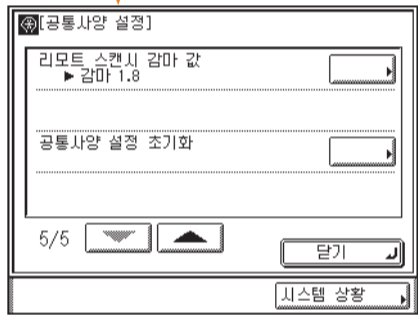 [공통사양 설정]
리모트 스캔시 감마 값
▶ 감마 1.8
공통사양 설정 초기화
5/5
닫기
시스템 상황